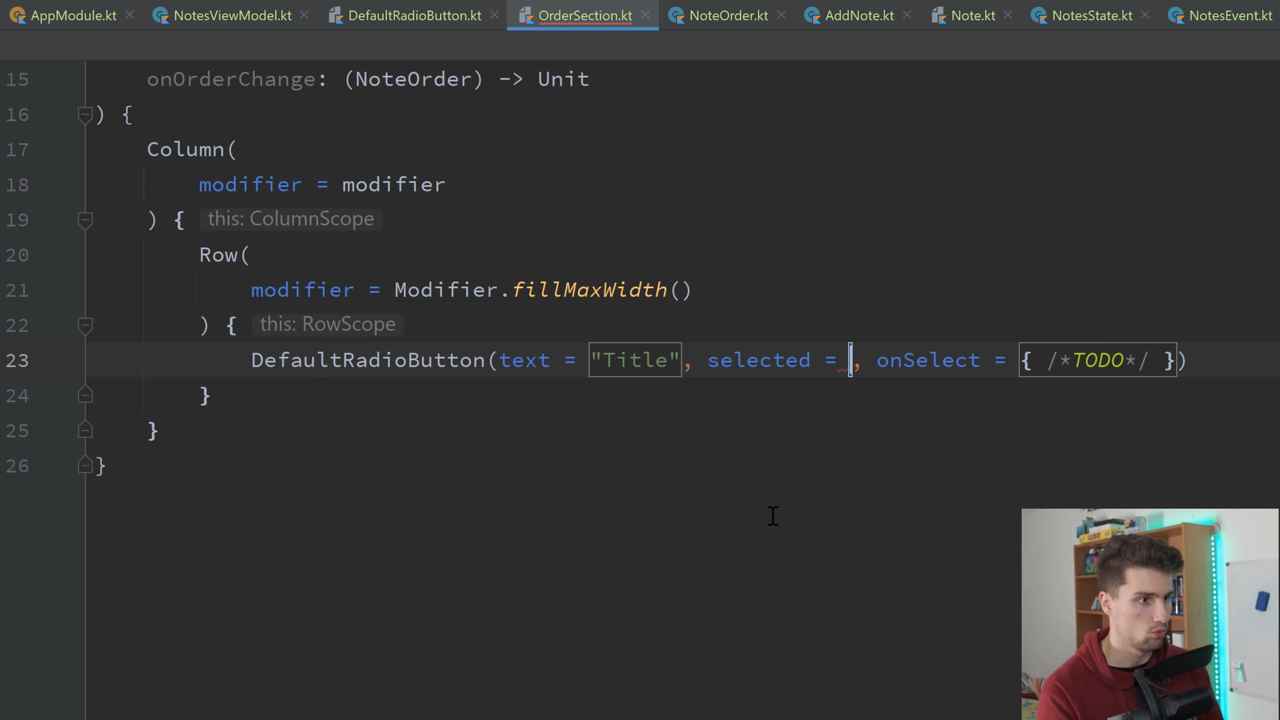 AppModule.kt NotesViewModel.kt DefaultRadioButton.kt OrderSection.kt NoteOrder.kt AddNote.kt Note.kt NotesState.kt NotesEvent.kt
15 onOrderChange: (NoteOrder) -> Unit
16 ) {
17 Column(
18 modifier = modifier
19 ) { this: ColumnScope
20 Row(
21 modifier = Modifier.fillMaxWidth()
22 ) { this: RowScope
23 DefaultRadioButton(text = "Title", selected = , onSelect = { /*TODO*/ })
24 }
25 }
26 }